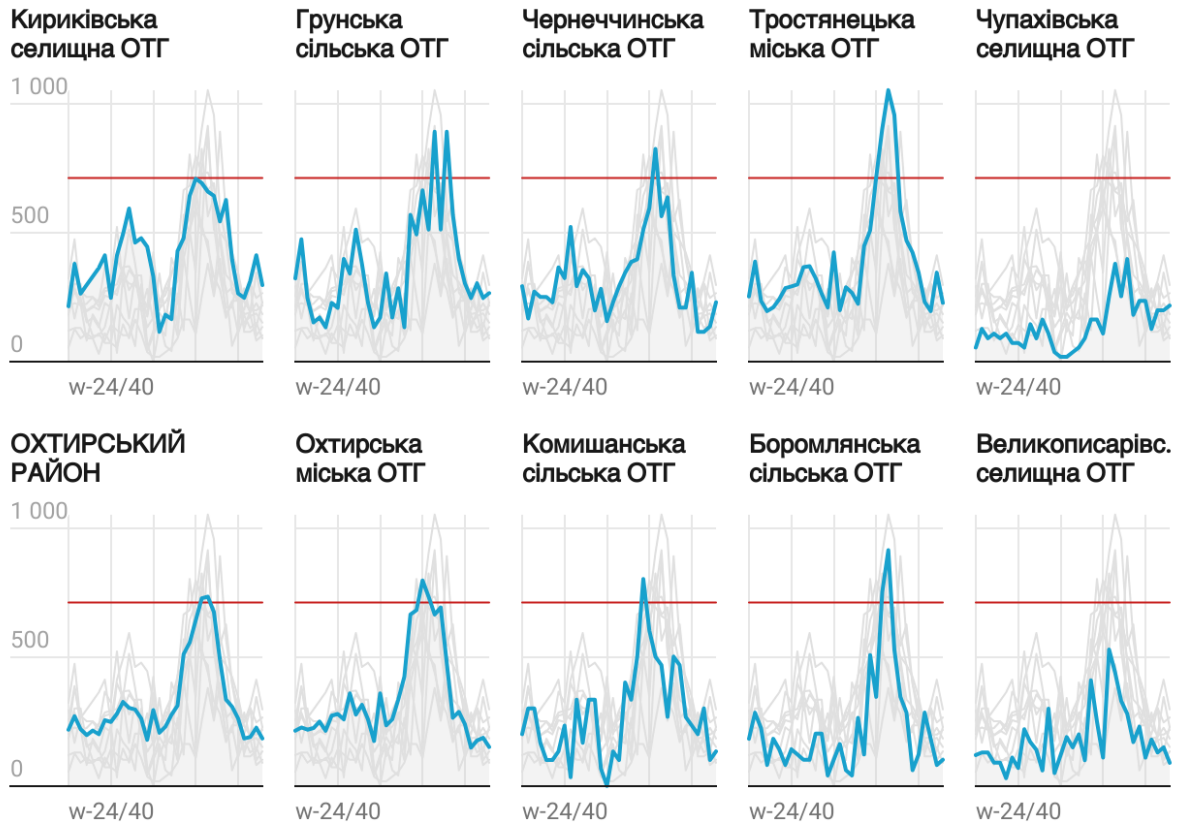 Кириківська
селищна ОТГ
Грунська
сільська ОТГ
Чернеччинська
сільська ОТГ
Тростянецька
міська ОТГ
Чупахівська
селищна ОТГ
1 000
500
0
w-24/40
w-24/40
w-24/40
w-24/40
w-24/40
ОХТИРСЬКИЙ
РАЙОН
Охтирська
міська ОТГ
Комишанська
сільська ОТГ
Боромлянська
сільська ОТГ
Великописарівс.
селищна ОТГ
1 000
500
0
w-24/40
w-24/40
w-24/40
w-24/40
w-24/40